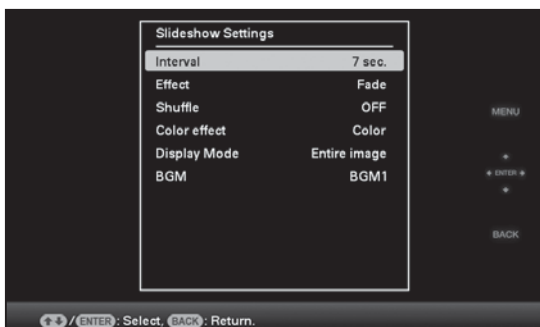 Slideshow Settings
Interval 7 sec.
Effect Fade
Shuffle OFF
Color effect Color
Display Mode Entire image
BGM BGM1
MENU
ENTER
BACK
/ENTER: Select, BACK: Return.